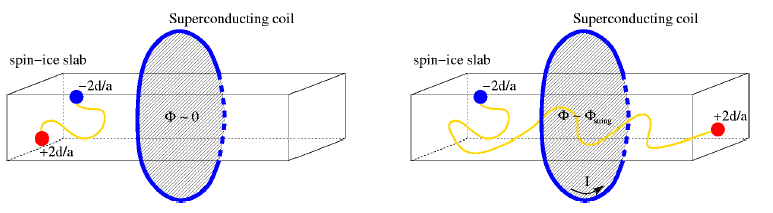 Superconducting coil
spin−ice slab
−2d/a
Φ ~ 0
+2d/a
Superconducting coil
spin−ice slab
−2d/a
Φ ~ Φstring
+2d/a
I